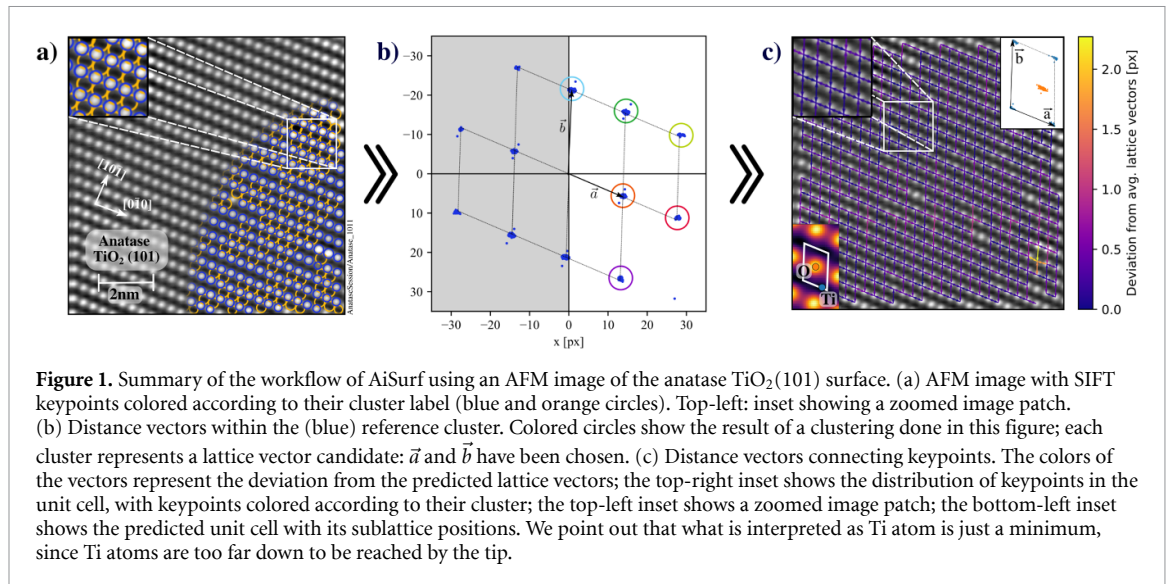 a)
[101]
[01̄0]
Anatase
TiO2 (101)
2nm
AnataseSession/Anatase_101
b)
−30
−20
−10
0
10
20
30
b⃗
a⃗
−30 −20 −10 0 10 20 30
x [px]
c)
b⃗
a⃗
O
Ti
2.0
1.5
1.0
0.5
0.0
Deviation from avg. lattice vectors [px]
Figure 1. Summary of the workflow of AiSurf using an AFM image of the anatase TiO2(101) surface. (a) AFM image with SIFT
keypoints colored according to their cluster label (blue and orange circles). Top-left: inset showing a zoomed image patch.
(b) Distance vectors within the (blue) reference cluster. Colored circles show the result of a clustering done in this figure; each
cluster represents a lattice vector candidate: a⃗ and b⃗ have been chosen. (c) Distance vectors connecting keypoints. The colors of
the vectors represent the deviation from the predicted lattice vectors; the top-right inset shows the distribution of keypoints in the
unit cell, with keypoints colored according to their cluster; the top-left inset shows a zoomed image patch; the bottom-left inset
shows the predicted unit cell with its sublattice positions. We point out that what is interpreted as Ti atom is just a minimum,
since Ti atoms are too far down to be reached by the tip.